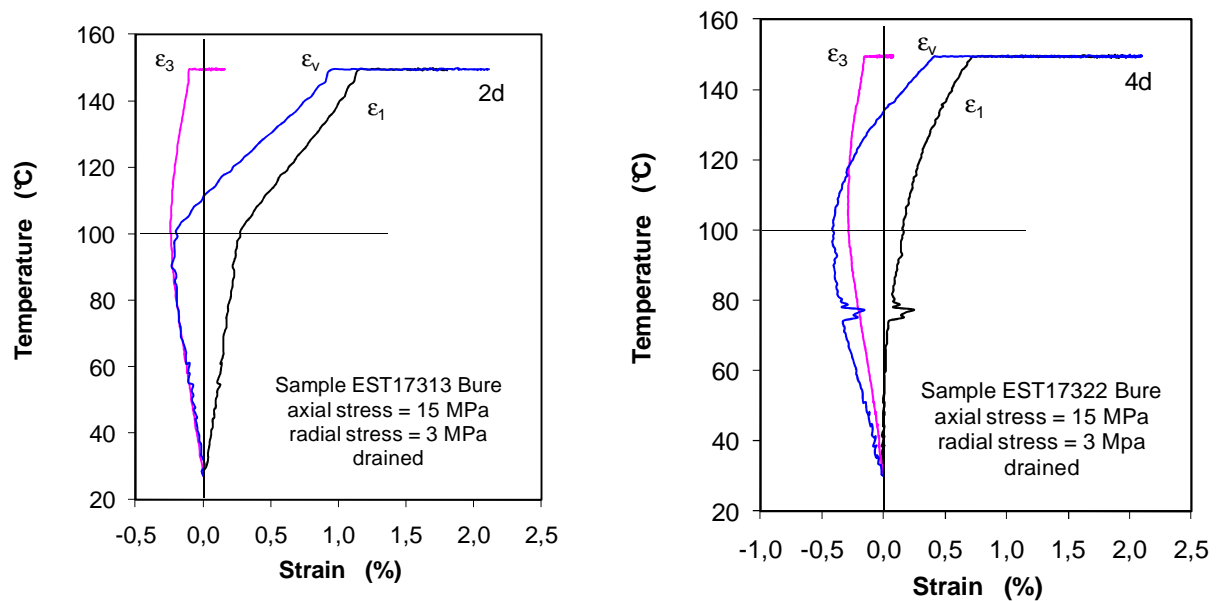 160
140
120
100
80
60
40
20
-0,5
0,0
0,5
1,0
1,5
2,0
2,5
Temperature (°C)
Strain (%)
ε3
εv
ε1
2d
Sample EST17313 Bure
axial stress = 15 MPa
radial stress = 3 MPa
drained
160
140
120
100
80
60
40
20
-1,0
-0,5
0,0
0,5
1,0
1,5
2,0
2,5
Temperature (°C)
Strain (%)
ε3
εv
ε1
4d
Sample EST17322 Bure
axial stress = 15 MPa
radial stress = 3 Mpa
drained